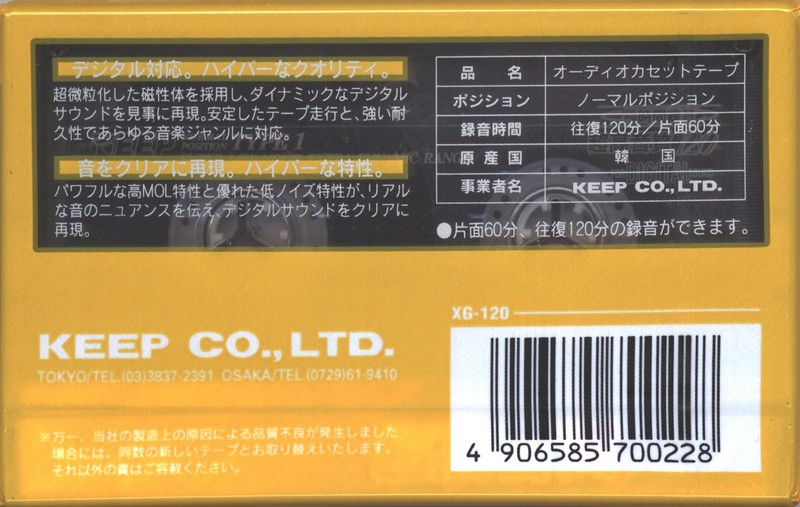 デジタル対応。ハイパーなクオリティ。
超微粒化した磁性体を採用し、ダイナミックなデジタル
サウンドを見事に再現。安定したテープ走行と、強い耐
久性であらゆる音楽ジャンルに対応。
音をクリアに再現。ハイパーな特性。
パワフルな高MOL特性と優れた低ノイズ特性が、リアル
な音のニュアンスを伝え、デジタルサウンドをクリアに
再現。
品 名 オーディオカセットテープ
ポジション ノーマルポジション
録音時間 往復120分／片面60分
原産国 韓 国
事業者名 KEEP CO., LTD.
●片面60分、往復120分の録音ができます。
XG-120
KEEP CO., LTD.
TOKYO/TEL.(03)3837-2391 OSAKA/TEL.(0729)61-9410
※万一、当社の製造上の原因による品質不良が発生しました
場合には、同数の新しいテープとお取り替えいたします。
それ以外の責はご容赦ください。
4 906585 700228